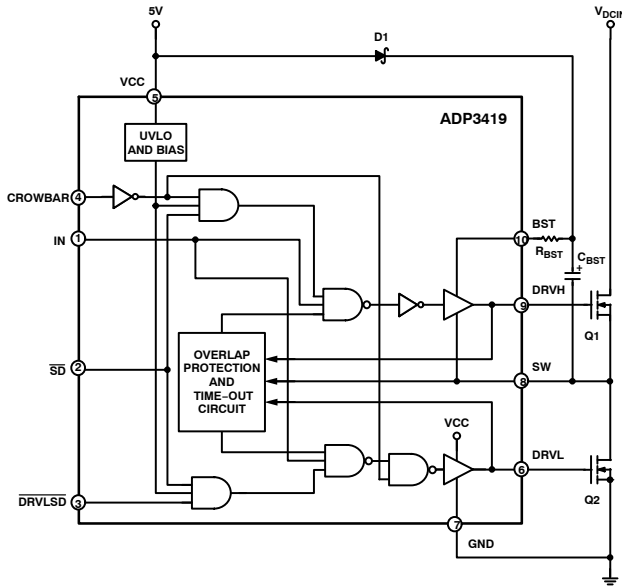 5V
D1
VDCIN
VCC
5
ADP3419
UVLO
AND BIAS
CROWBAR 4
IN 1
BST
10
RBST
CBST
+
DRVH
9
Q1
SD 2
OVERLAP
PROTECTION
AND
TIME–OUT
CIRCUIT
SW
8
VCC
DRVL
6
Q2
DRVLSD 3
7
GND